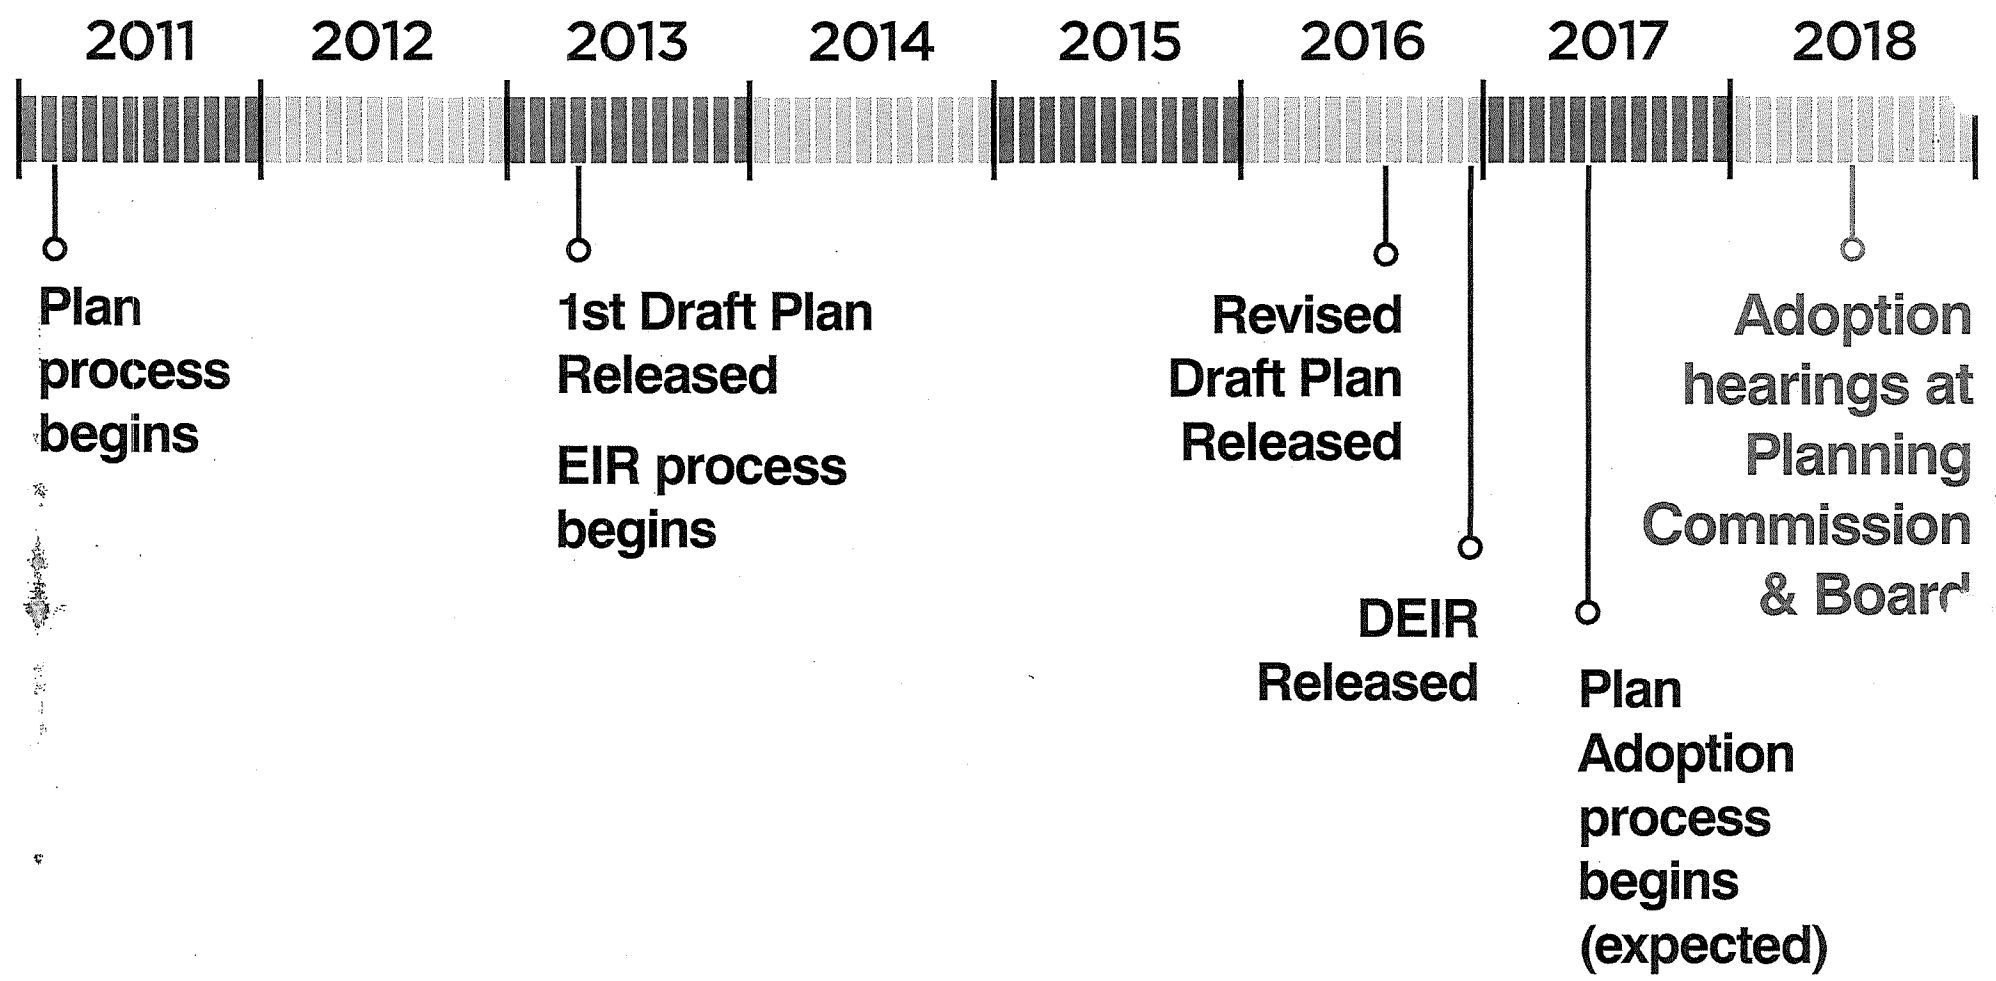 2011 2012 2013 2014 2015 2016 2017 2018
Plan
process
begins
1st Draft Plan
Released
EIR process
begins
Revised
Draft Plan
Released
DEIR
Released
Plan
Adoption
process
begins
(expected)
Adoption
hearings at
Planning
Commission
& Board